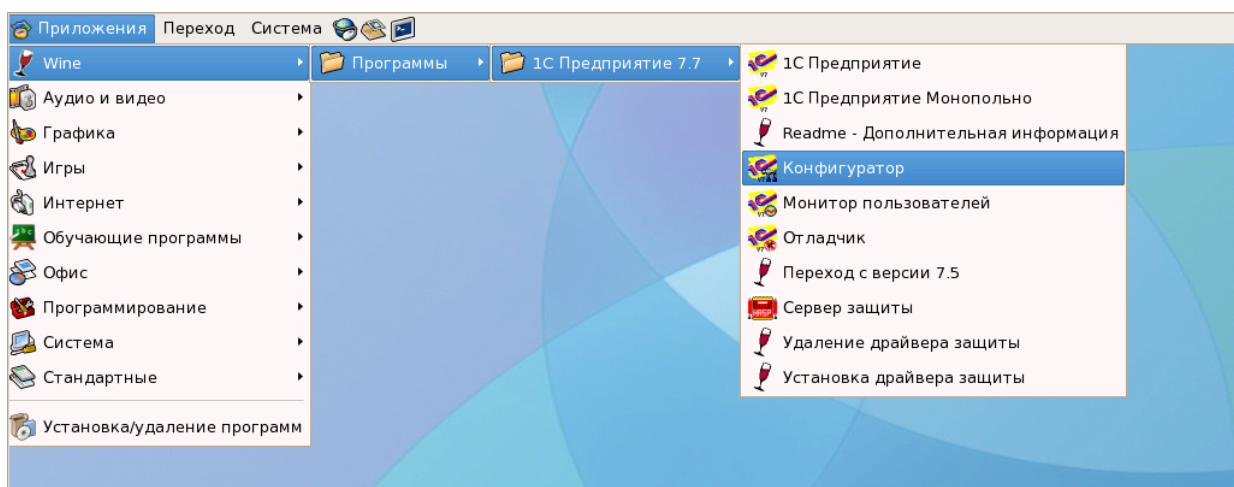 Приложения Переход Система
Wine
Программы
1С Предприятие 7.7
1С Предприятие
Аудио и видео
1С Предприятие Монопольно
Графика
Readme - Дополнительная информация
Игры
Конфигуратор
Интернет
Монитор пользователей
Обучающие программы
Отладчик
Офис
Переход с версии 7.5
Программирование
HASP
Сервер защиты
Система
Удаление драйвера защиты
Стандартные
Установка драйвера защиты
Установка/удаление программ